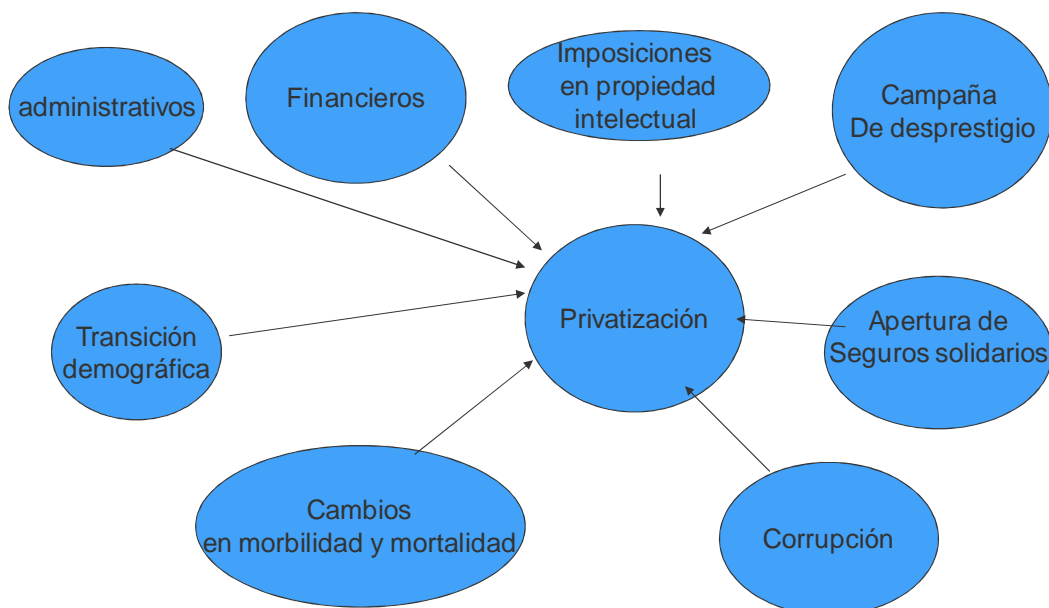 administrativos
Financieros
Imposiciones
en propiedad
intelectual
Campaña
De desprestigio
Transición
demográfica
Privatización
Apertura de
Seguros solidarios
Cambios
en morbilidad y mortalidad
Corrupción